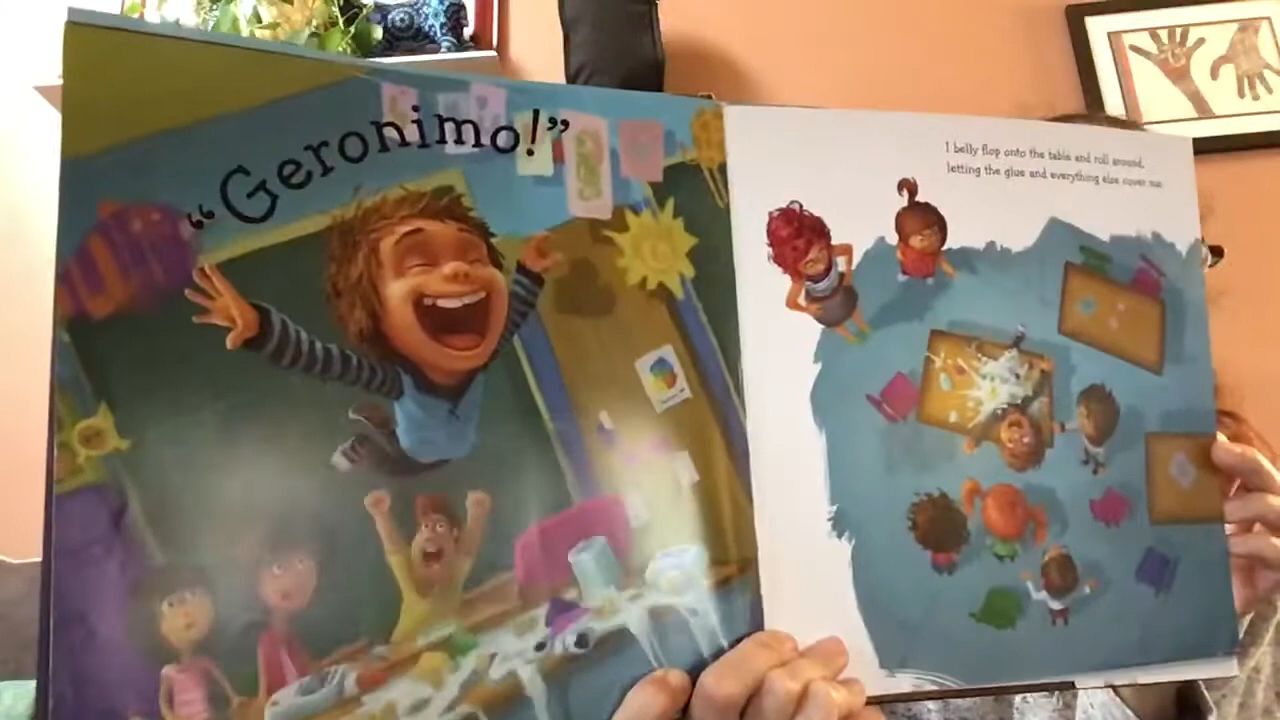 “Geronimo!”
I belly flop onto the table and roll around,
letting the glue and everything else cover me.